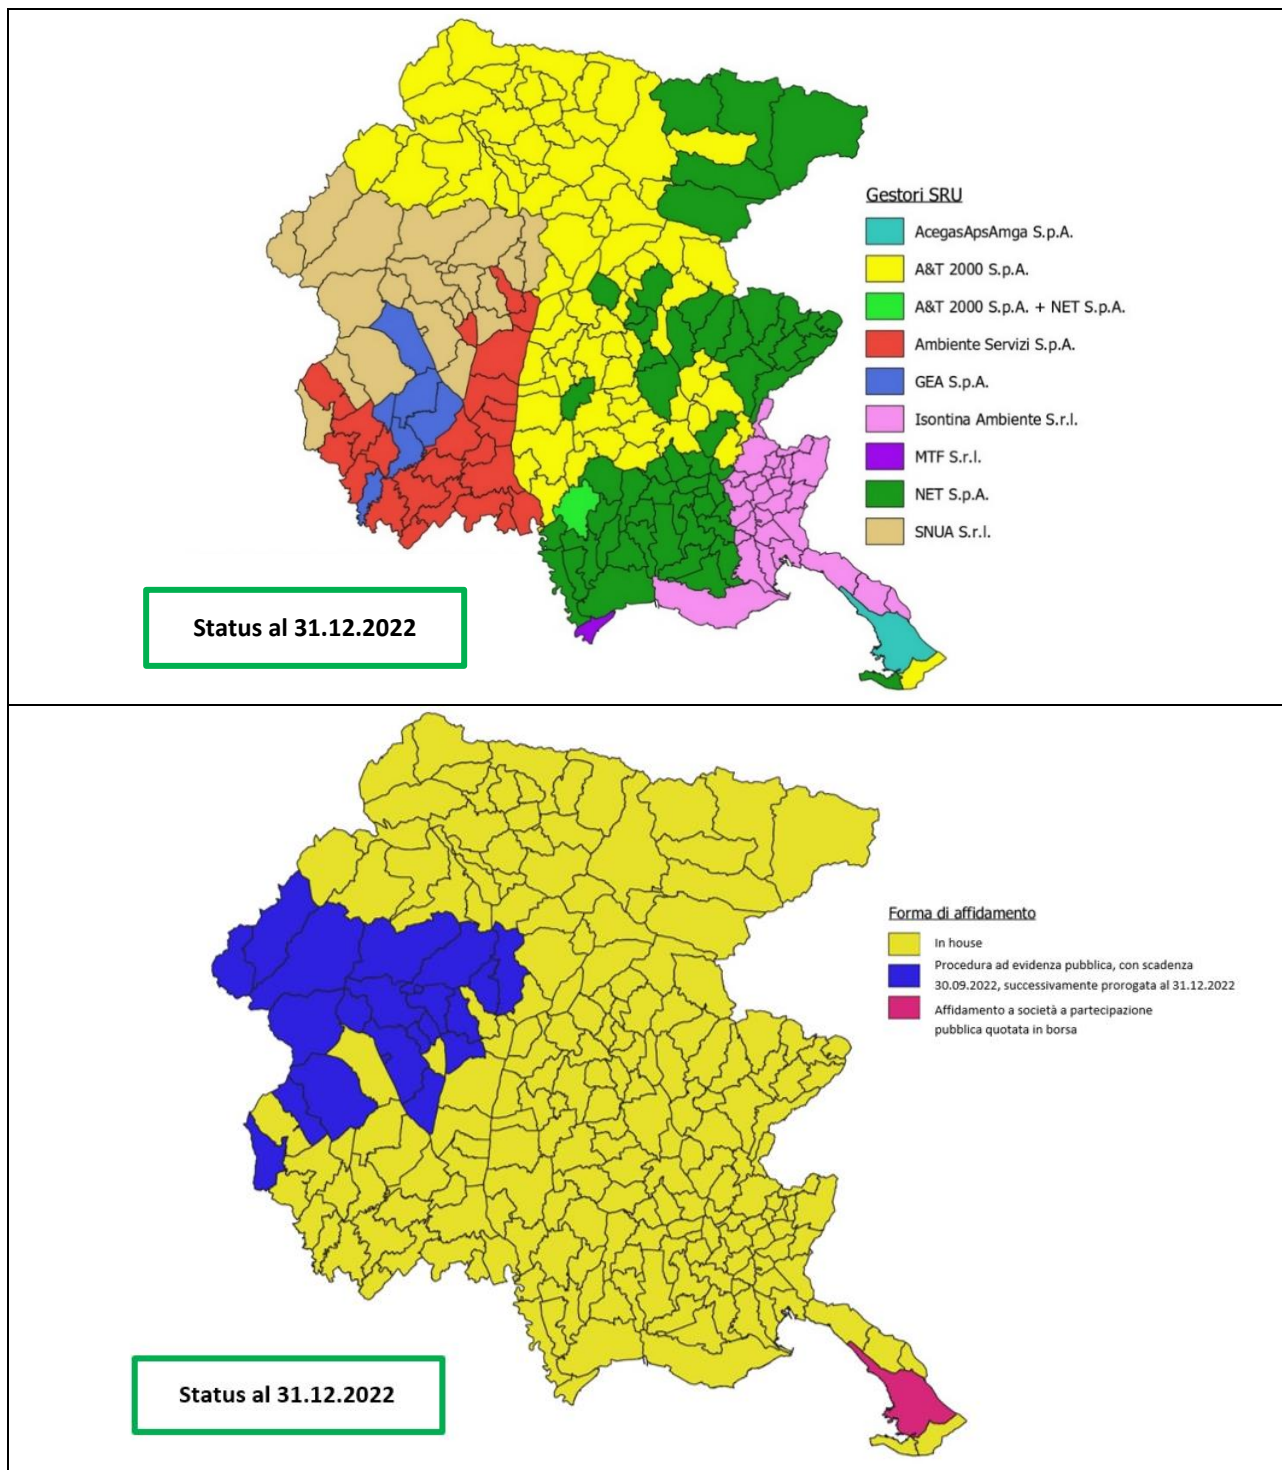 Gestori SRU
AcegasApsAmga S.p.A.
A&T 2000 S.p.A.
A&T 2000 S.p.A. + NET S.p.A.
Ambiente Servizi S.p.A.
GEA S.p.A.
Isontina Ambiente S.r.l.
MTF S.r.l.
NET S.p.A.
SNUA S.r.l.
Status al 31.12.2022
Forma di affidamento
In house
Procedura ad evidenza pubblica, con scadenza
30.09.2022, successivamente prorogata al 31.12.2022
Affidamento a società a partecipazione
pubblica quotata in borsa
Status al 31.12.2022